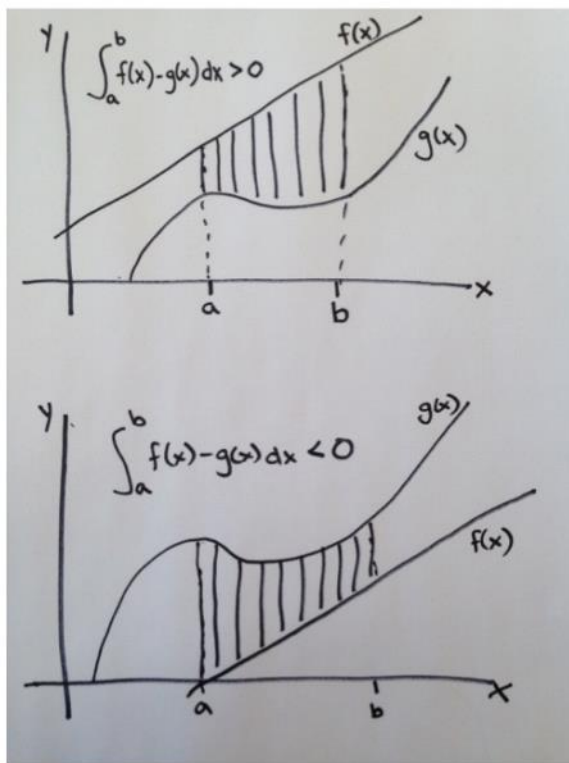 y
f(x)
∫_a^b f(x)-g(x)dx>0
g(x)
x
a
b
y
g(x)
∫_a^b f(x)-g(x)dx<0
f(x)
x
a
b